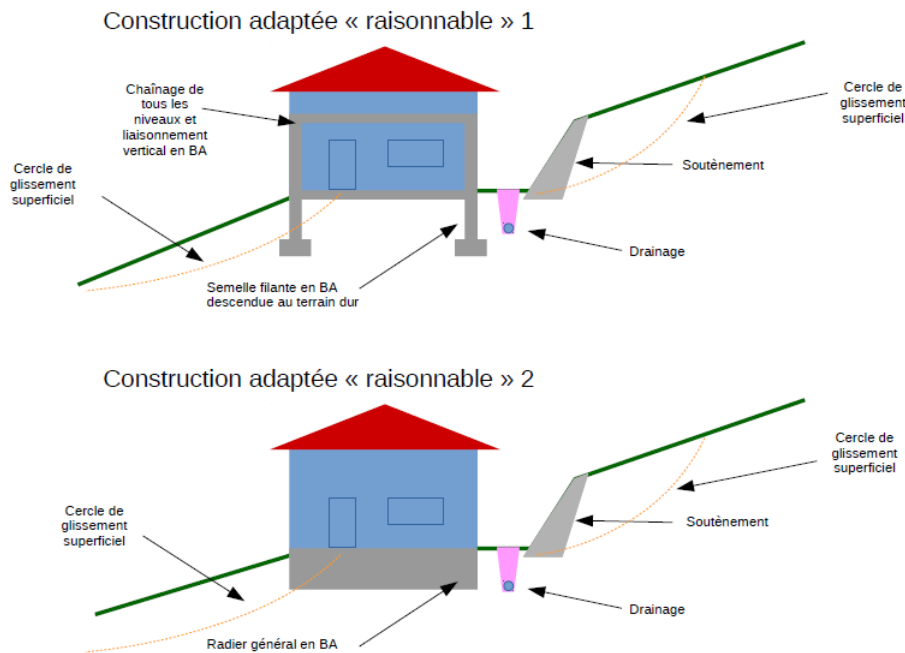 Construction adaptée « raisonnable » 1
Chaînage de
tous les
niveaux et
liaisonnement
vertical en BA
Cercle de
glissement
superficiel
Cercle de
glissement
superficiel
Soutènement
Drainage
Semelle filante en BA
descendue au terrain dur
Construction adaptée « raisonnable » 2
Cercle de
glissement
superficiel
Cercle de
glissement
superficiel
Soutènement
Drainage
Radier général en BA